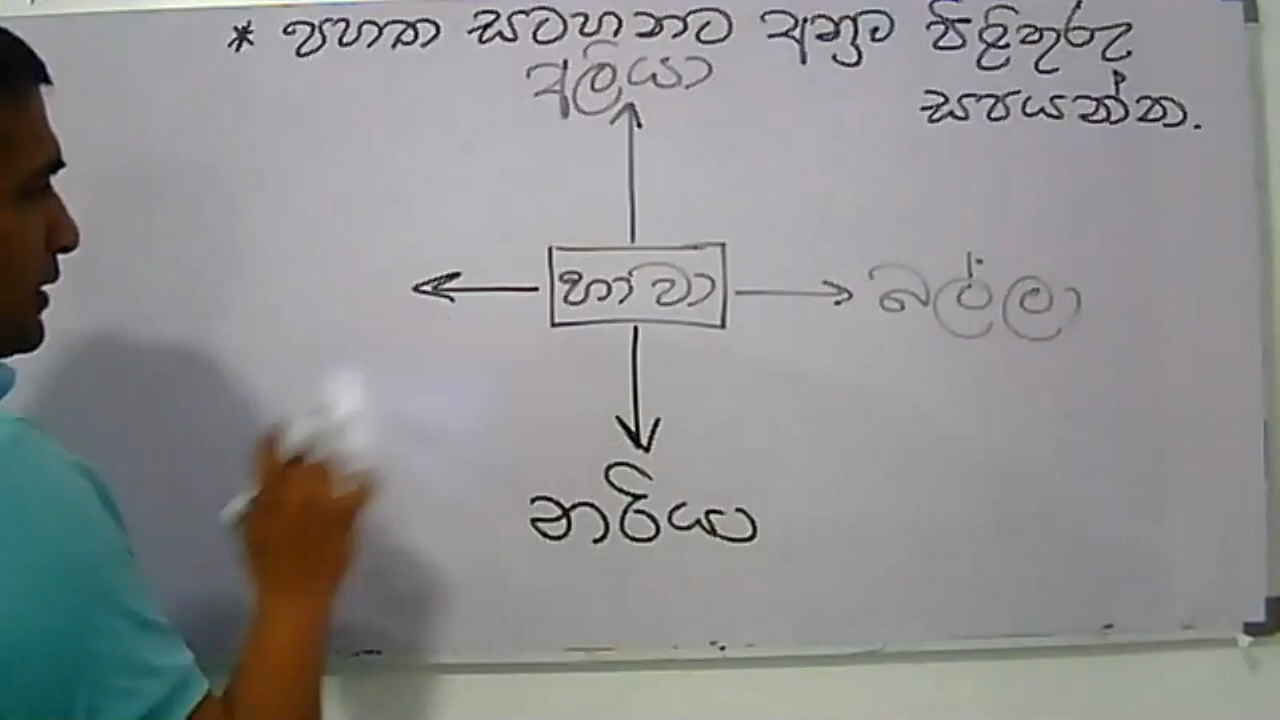 * පහත සටහනට අනුව පිළිතුරු
සපයන්න.
අලියා
හාවා
බල්ලා
නරියා